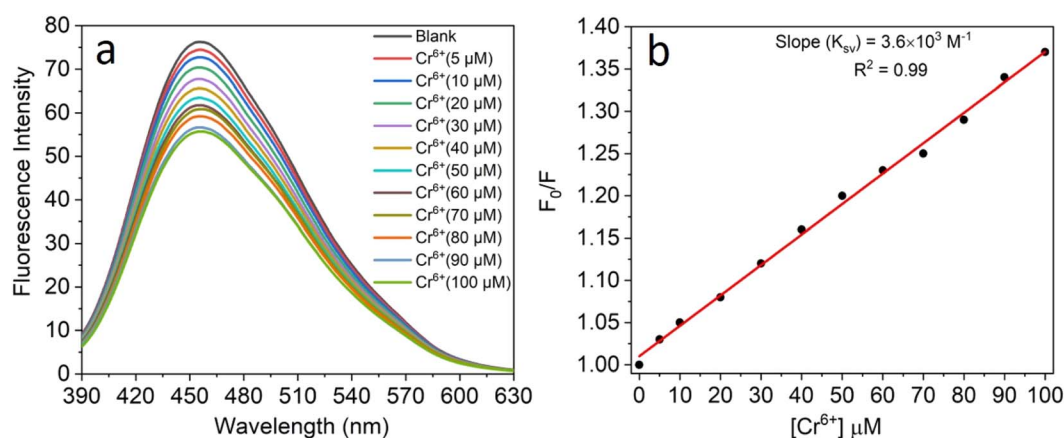 a
Fluorescence Intensity
80
70
60
50
40
30
20
10
0
390 420 450 480 510 540 570 600 630
Wavelength (nm)
Blank
Cr⁶⁺(5 µM)
Cr⁶⁺(10 µM)
Cr⁶⁺(20 µM)
Cr⁶⁺(30 µM)
Cr⁶⁺(40 µM)
Cr⁶⁺(50 µM)
Cr⁶⁺(60 µM)
Cr⁶⁺(70 µM)
Cr⁶⁺(80 µM)
Cr⁶⁺(90 µM)
Cr⁶⁺(100 µM)
b
Slope (Kₛᵥ) = 3.6×10³ M⁻¹
R² = 0.99
F₀/F
1.40
1.35
1.30
1.25
1.20
1.15
1.10
1.05
1.00
0 10 20 30 40 50 60 70 80 90 100
[Cr⁶⁺] µM